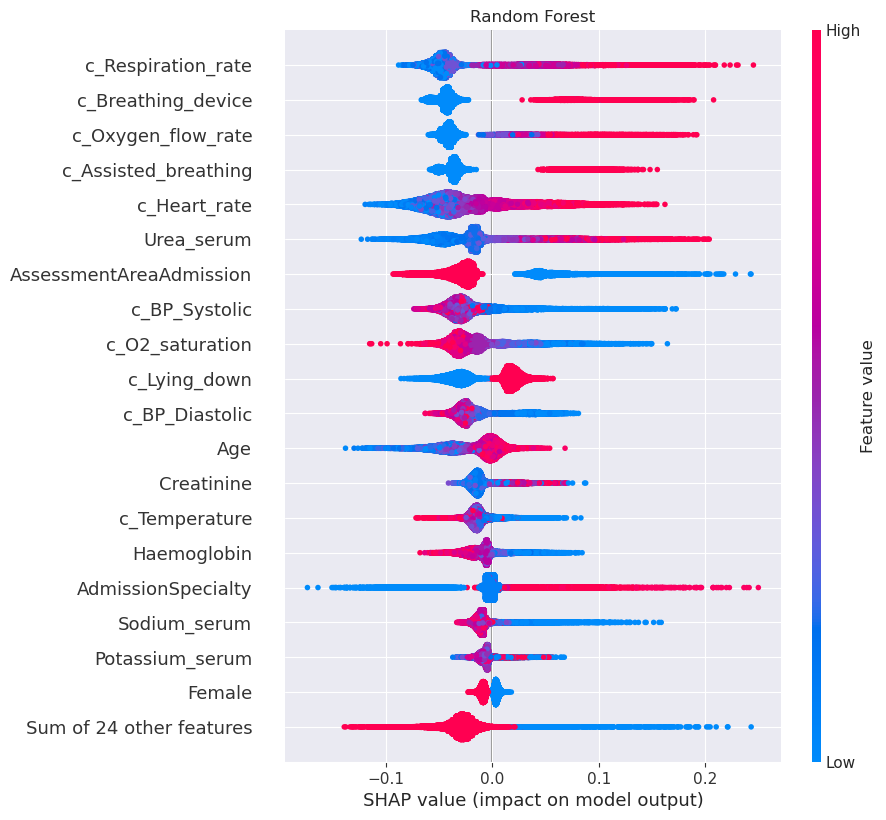 Random Forest
High
c_Respiration_rate
c_Breathing_device
c_Oxygen_flow_rate
c_Assisted_breathing
c_Heart_rate
Urea_serum
AssessmentAreaAdmission
c_BP_Systolic
c_O2_saturation
c_Lying_down
c_BP_Diastolic
Age
Creatinine
c_Temperature
Haemoglobin
AdmissionSpecialty
Sodium_serum
Potassium_serum
Female
Sum of 24 other features
Feature value
Low
−0.1 0.0 0.1 0.2
SHAP value (impact on model output)